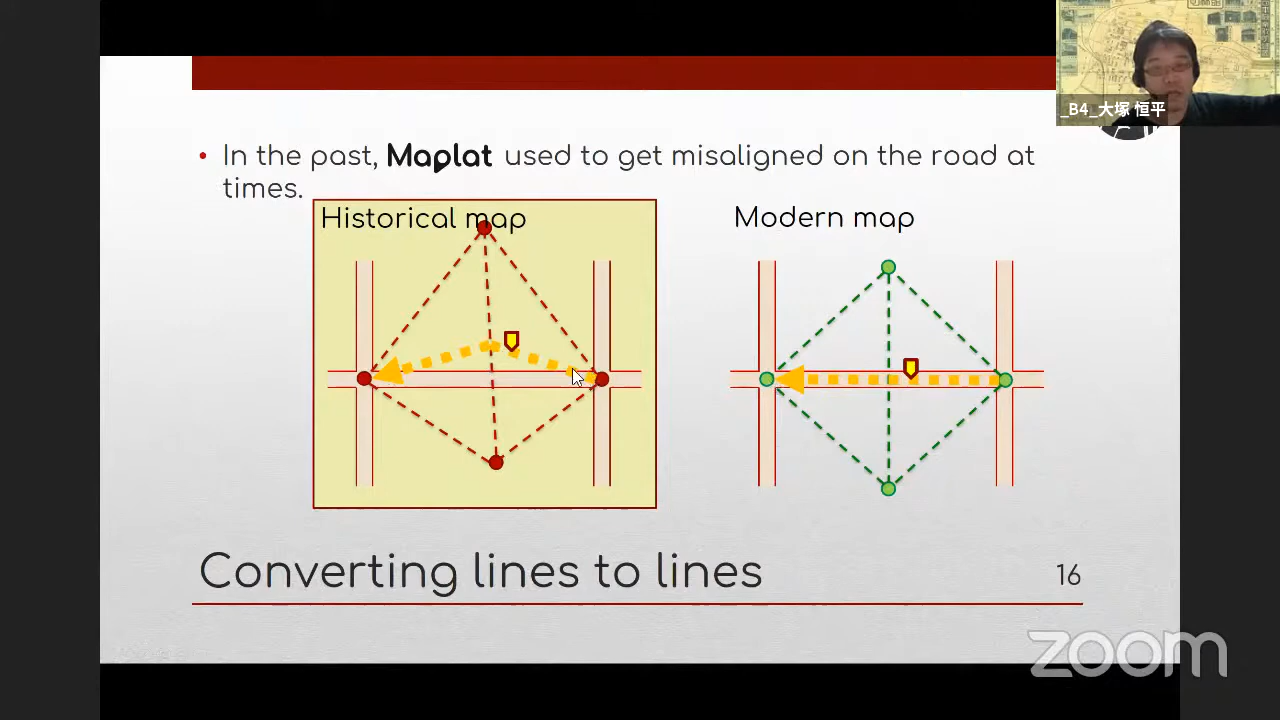 _B4_大塚 恒平
• In the past, Maplat used to get misaligned on the road at
times.
Historical map
Modern map
Converting lines to lines
16
zoom